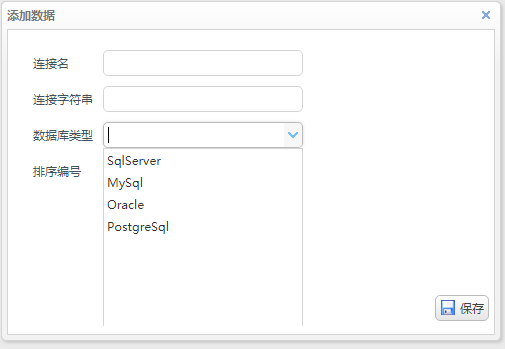 添加数据
连接名
连接字符串
数据库类型
SqlServer
排序编号
MySql
Oracle
PostgreSql
保存